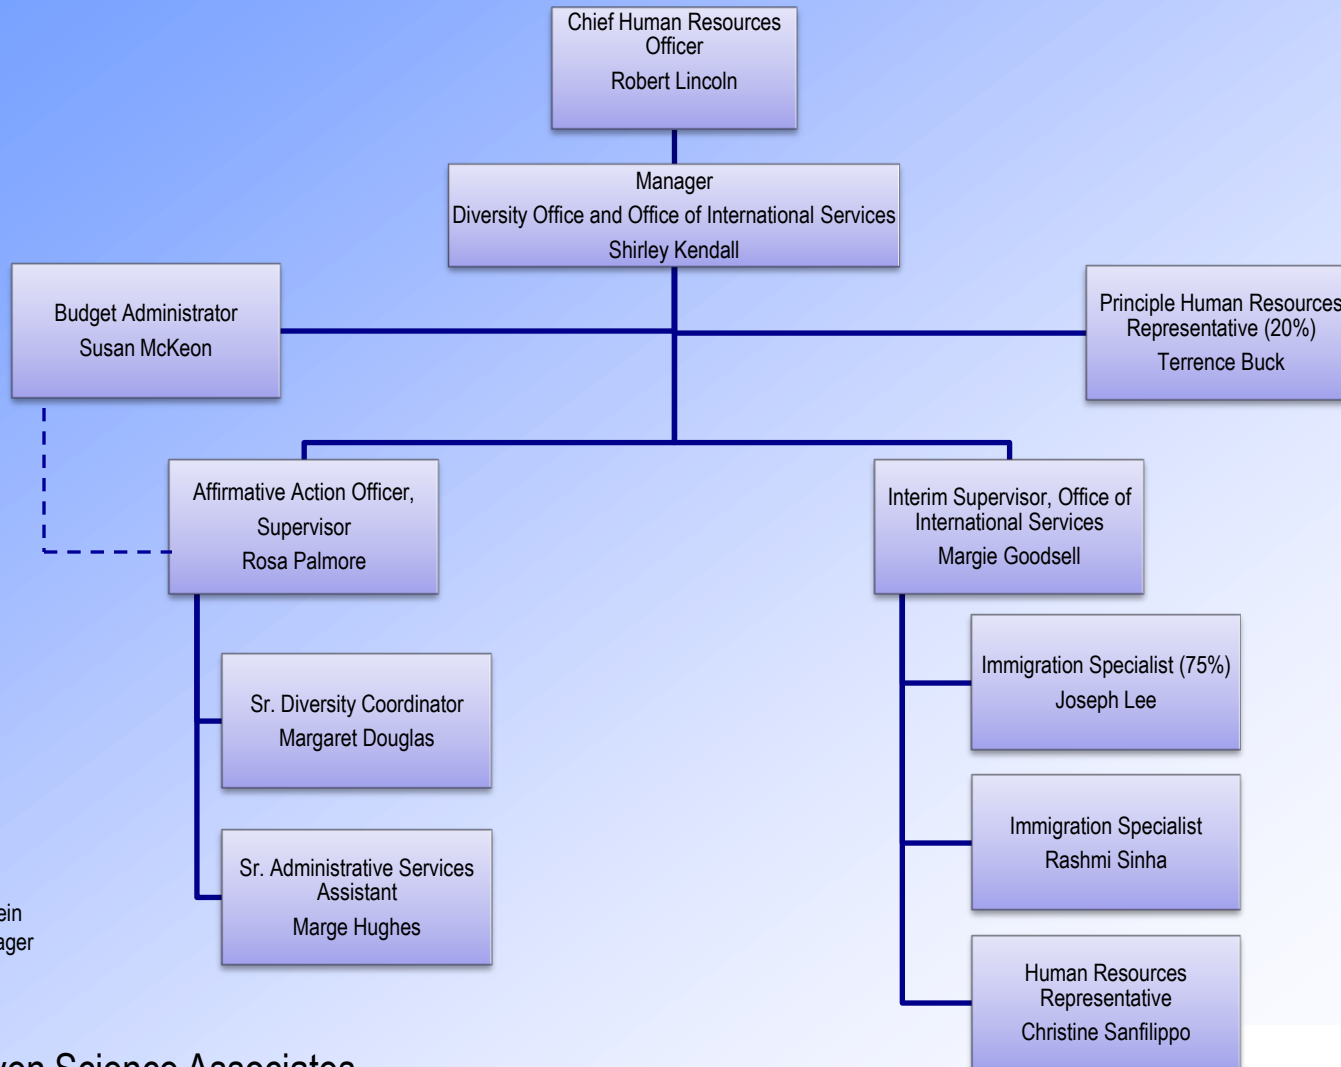 Chief Human Resources
Officer
Robert Lincoln
Manager
Diversity Office and Office of International Services
Shirley Kendall
Budget Administrator
Susan McKeon
Principle Human Resources
Representative (20%)
Terrence Buck
Affirmative Action Officer,
Supervisor
Rosa Palmore
Interim Supervisor, Office of
International Services
Margie Goodsell
Sr. Diversity Coordinator
Margaret Douglas
Sr. Administrative Services
Assistant
Marge Hughes
Immigration Specialist (75%)
Joseph Lee
Immigration Specialist
Rashmi Sinha
Human Resources
Representative
Christine Sanfilippo
Science Associates